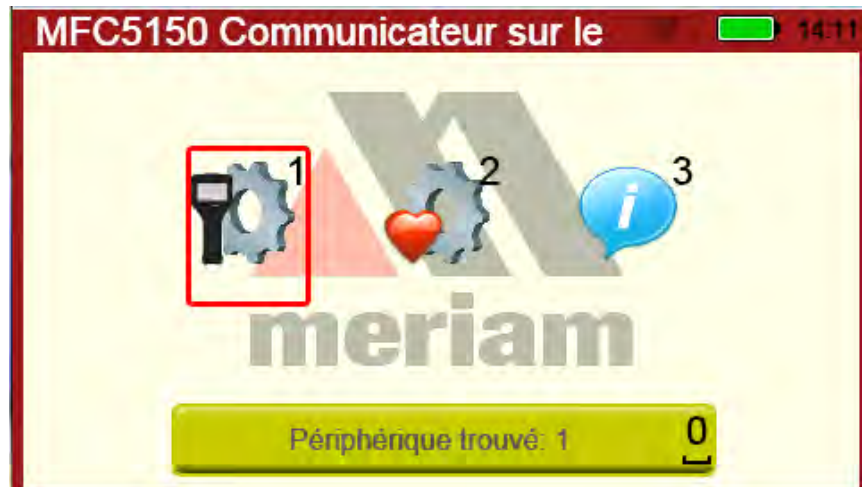 MFC5150 Communicateur sur le 14:11
1 2 3
i
meriam
Périphérique trouvé: 1 0